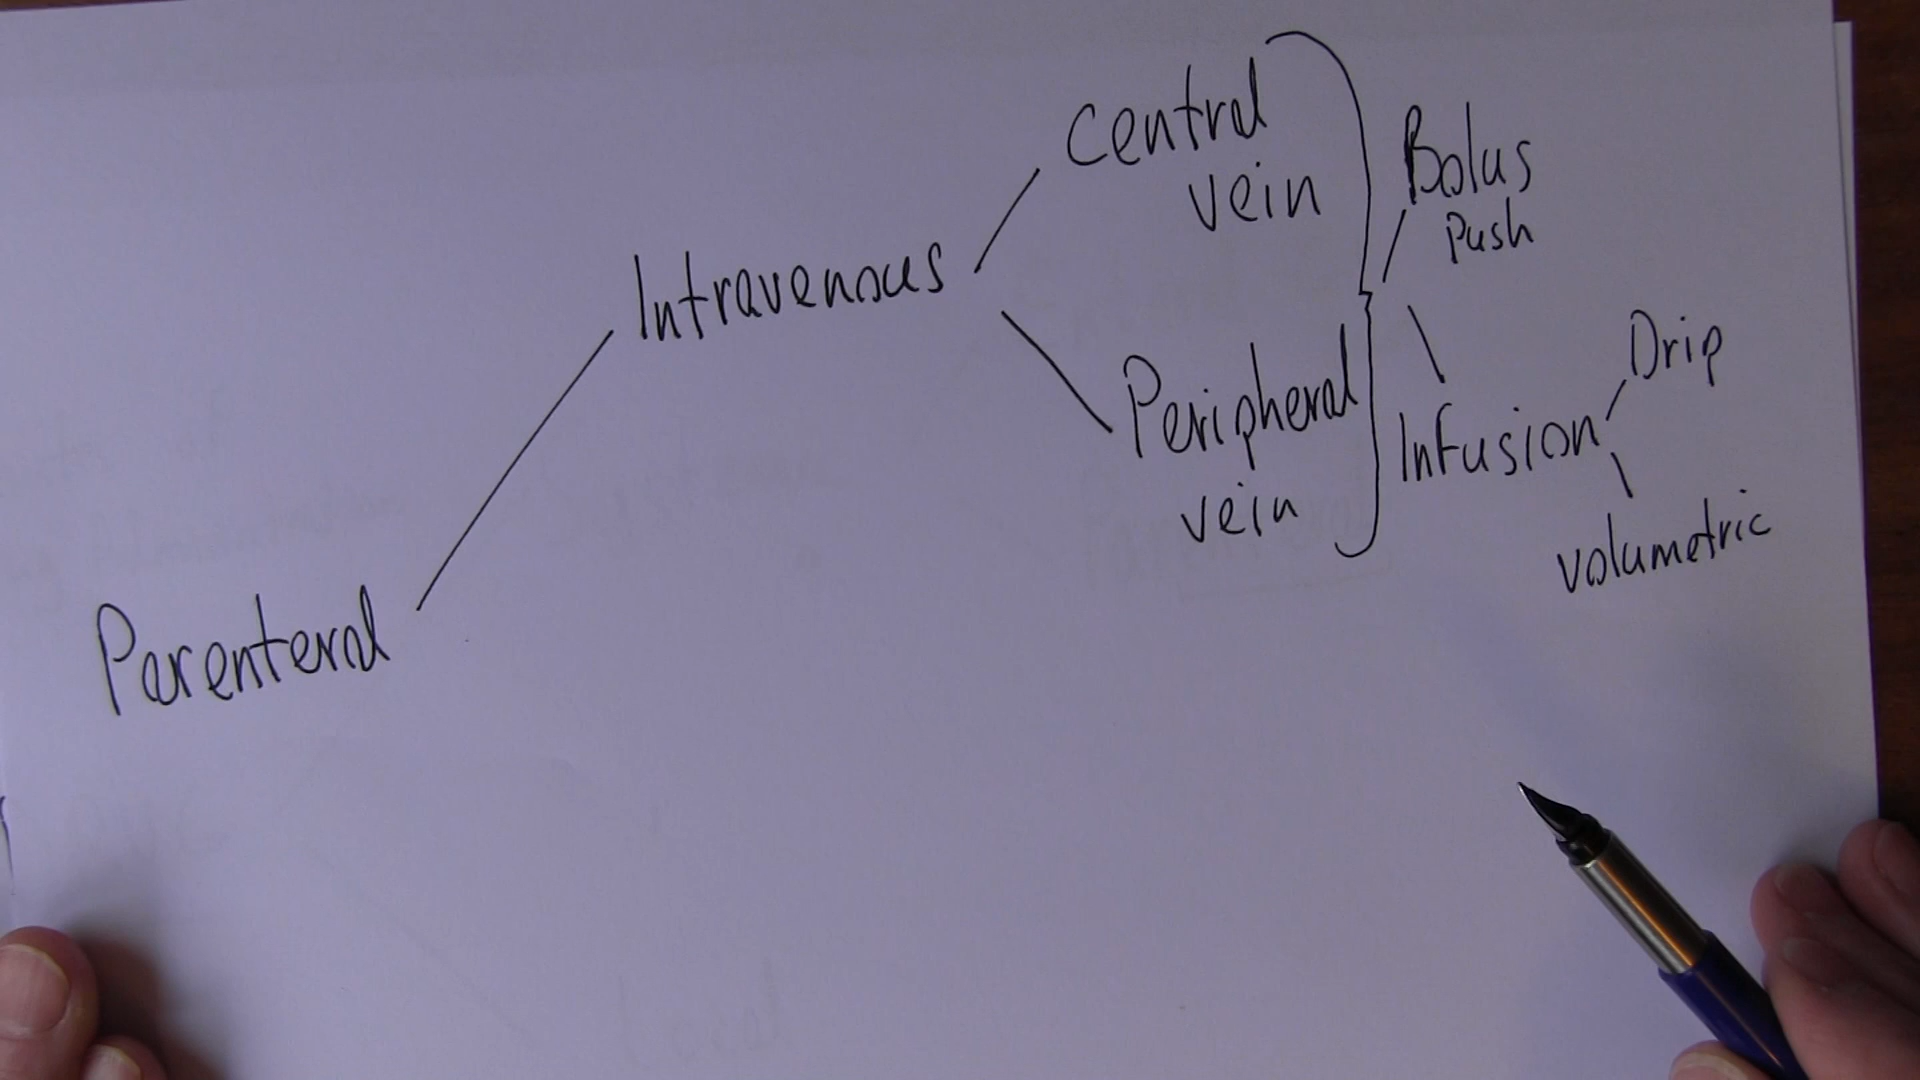 Parenteral
Intravenous
Central
vein
Peripheral
vein
Bolus
Push
Infusion
Drip
volumetric